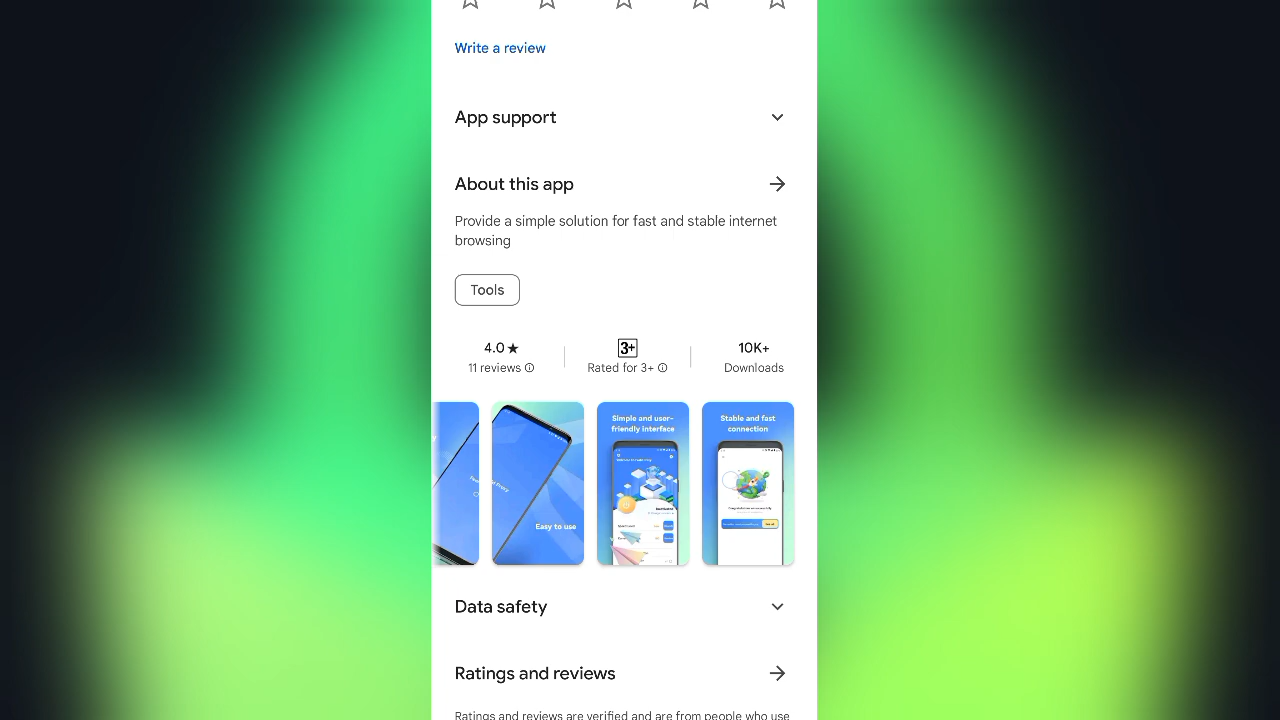 Write a review
App support
About this app
Provide a simple solution for fast and stable internet
browsing
Tools
4.0★
3+
10K+
11 reviews
Rated for 3+
Downloads
Easy to use
Simple and user-
friendly interface
Stable and fast
connection
Data safety
Ratings and reviews
Ratings and reviews are verified and are from people who use